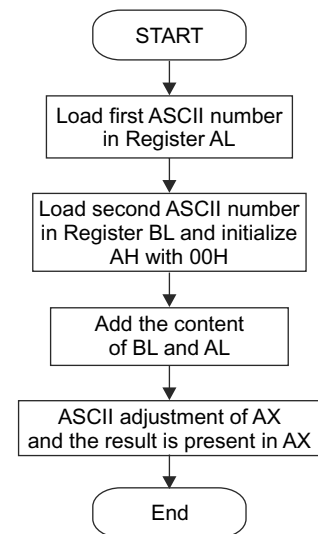 START
Load first ASCII number
in Register AL
Load second ASCII number
in Register BL and initialize
AH with 00H
Add the content
of BL and AL
ASCII adjustment of AX
and the result is present in AX
End